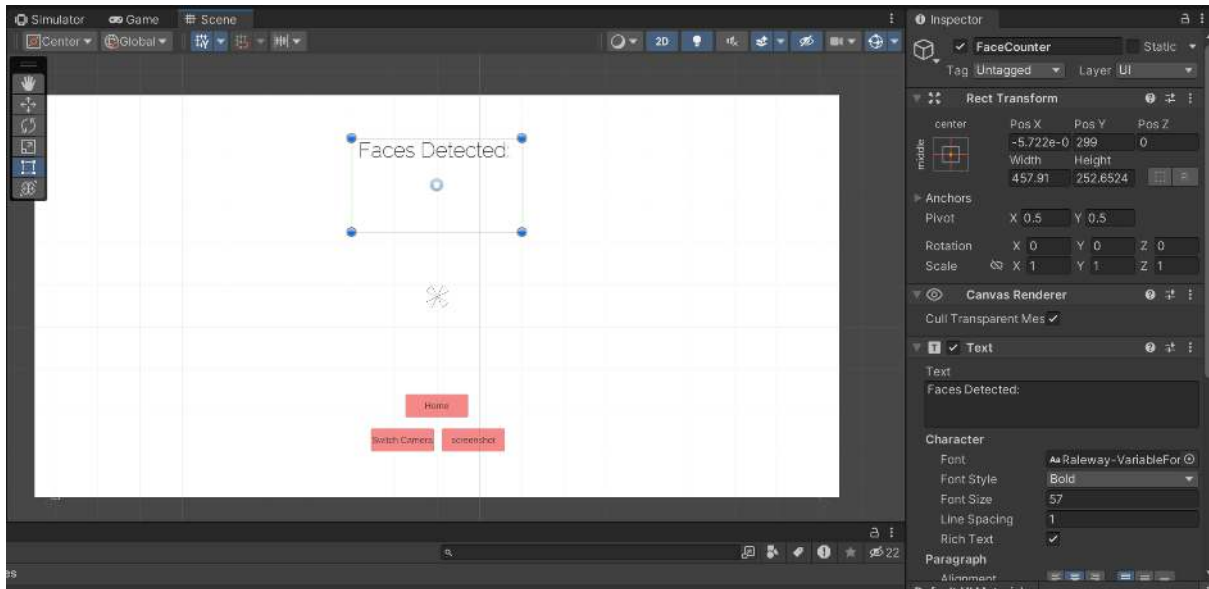 Simulator Game Scene
Center Global 2D
Faces Detected:
Home
Switch Camera screenshot
22
es
Inspector
FaceCounter Static
Tag Untagged Layer UI
Rect Transform
center Pos X Pos Y Pos Z
middle -5.722e-0 299 0
Width Height
457.91 252.6524
Anchors
Pivot X 0.5 Y 0.5
Rotation X 0 Y 0 Z 0
Scale X 1 Y 1 Z 1
Canvas Renderer
Cull Transparent Mes
T Text
Text
Faces Detected:
Character
Font Aa Raleway-VariableFor
Font Style Bold
Font Size 57
Line Spacing 1
Rich Text
Paragraph
Alignment